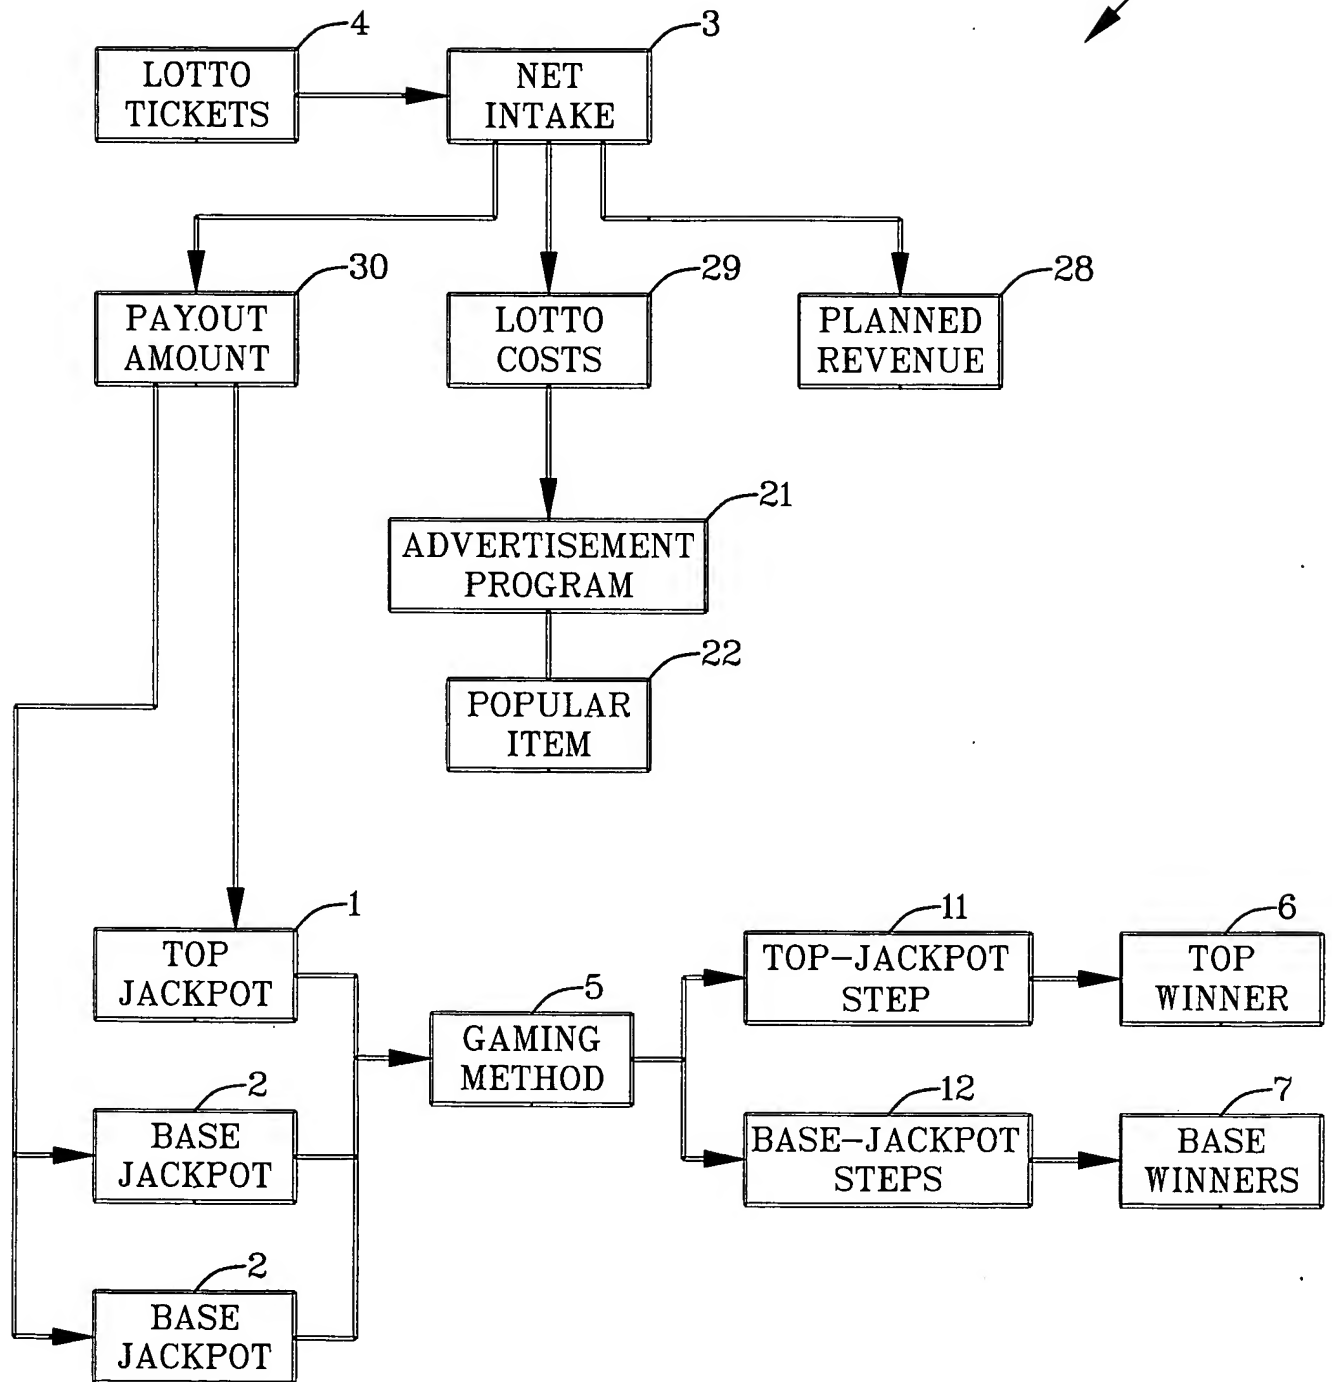 4
LOTTO
TICKETS
3
NET
INTAKE
30
PAYOUT
AMOUNT
29
LOTTO
COSTS
28
PLANNED
REVENUE
21
ADVERTISEMENT
PROGRAM
22
POPULAR
ITEM
1
TOP
JACKPOT
2
BASE
JACKPOT
2
BASE
JACKPOT
5
GAMING
METHOD
11
TOP-JACKPOT
STEP
6
TOP
WINNER
12
BASE-JACKPOT
STEPS
7
BASE
WINNERS